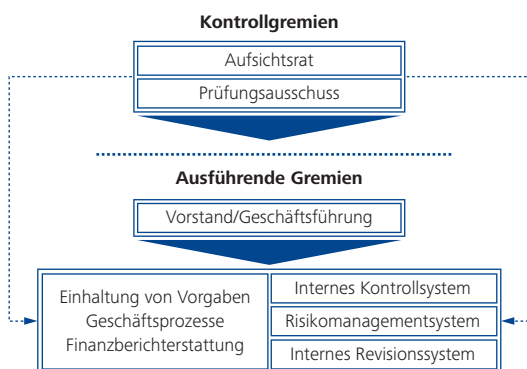 Kontrollgremien
Aufsichtsrat
Prüfungsausschuss
Ausführende Gremien
Vorstand/Geschäftsführung
Einhaltung von Vorgaben
Geschäftsprozesse
Finanzberichterstattung
Internes Kontrollsystem
Risikomanagementsystem
Internes Revisionssystem